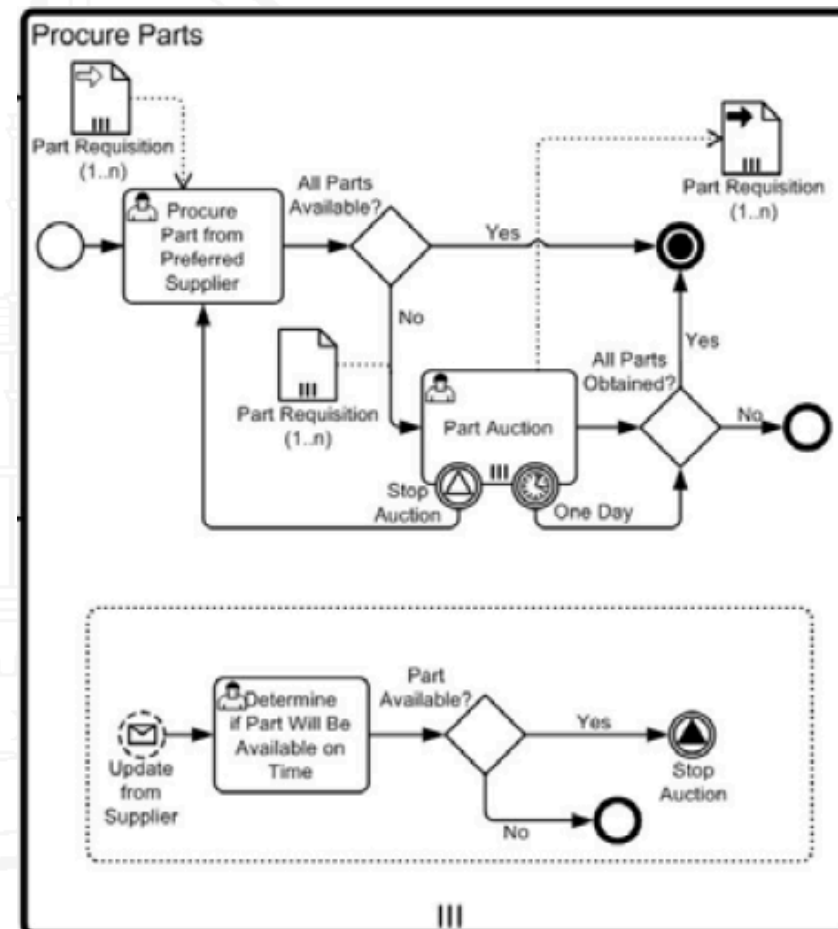 Procure Parts
Part Requisition
(1..n)
Part Requisition
(1..n)
All Parts
Available?
Procure
Part from
Preferred
Supplier
Yes
No
Part Requisition
(1..n)
All Parts
Obtained?
Yes
Part Auction
No
Stop
Auction
One Day
Part
Available?
Determine
if Part Will Be
Available on
Time
Yes
Update
from
Supplier
Stop
Auction
No